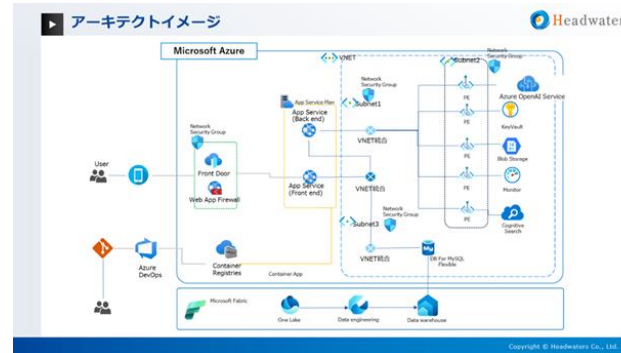 アーキテクトイメージ
Headwaters
Microsoft Azure
VNET
Network
Security Group
Subnet2
Network
Security Group
App Service Plan
Subnet1
App Service
(Back end)
PE
Azure OpenAI Service
Network
Security Group
VNET統合
PE
KeyVault
Front Door
PE
Blob Storage
User
Web App Firewall
App Service
(Front end)
VNET統合
PE
Monitor
Network
Security Group
Subnet3
PE
Cognitive
Search
Azure
DevOps
Container
Registries
Container App
VNET統合
DB For MySQL
Flexible
Microsoft Fabric
One Lake
Data engineering
Data warehouse
Copyright © Headwaters Co., Ltd.